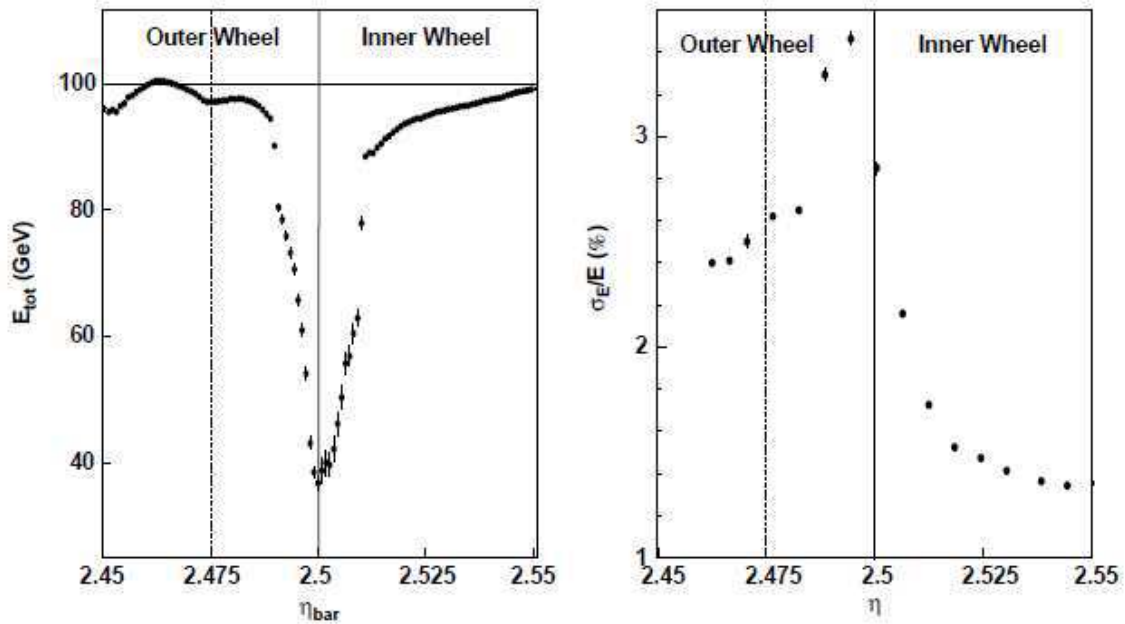 Outer Wheel Inner Wheel
100
80
60
40
E_tot (GeV)
2.45 2.475 2.5 2.525 2.55
η_bar
Outer Wheel Inner Wheel
3
2
1
σ_E/E (%)
2.45 2.475 2.5 2.525 2.55
η